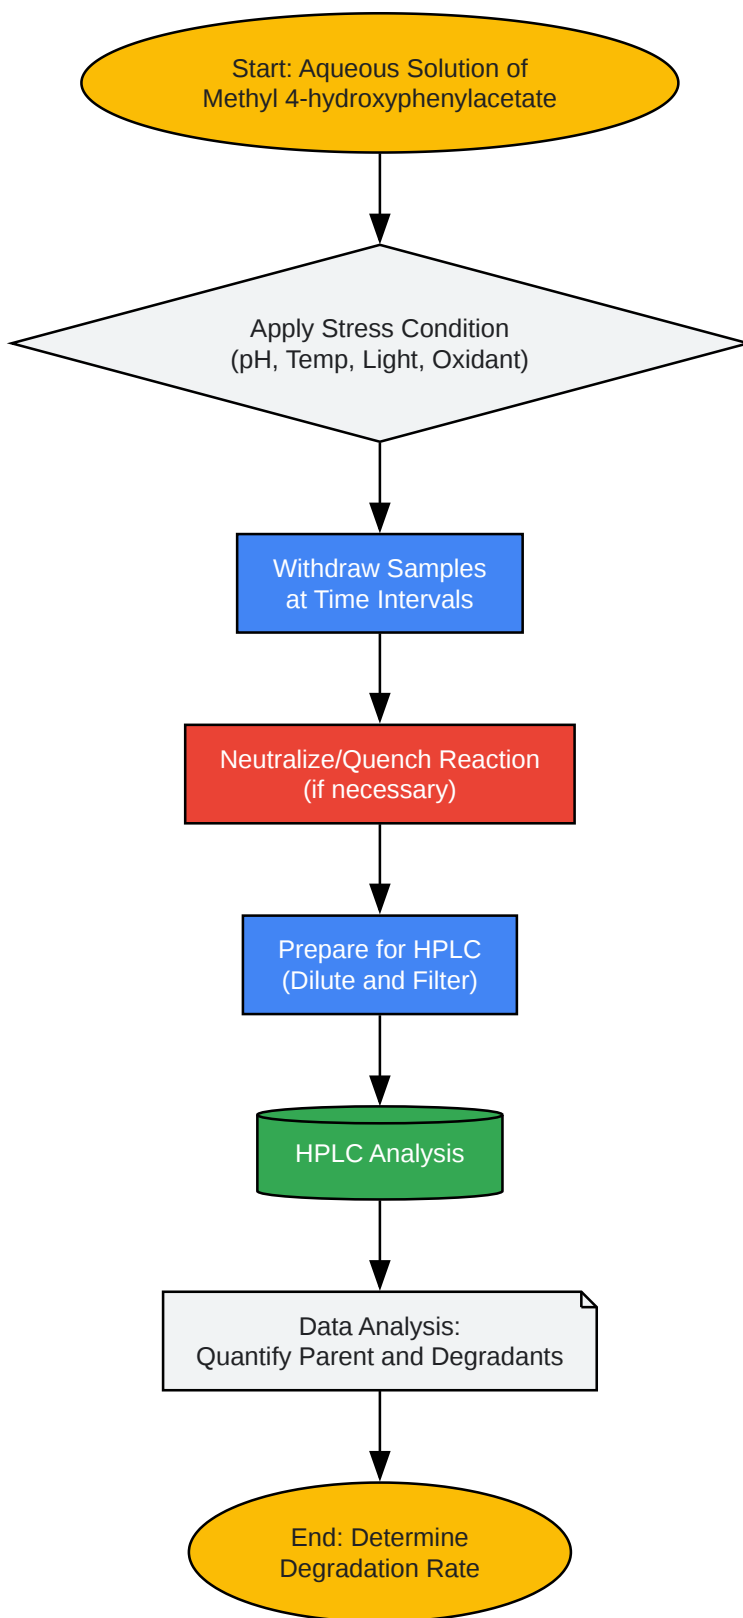 Start: Aqueous Solution of
Methyl 4-hydroxyphenylacetate
Apply Stress Condition
(pH, Temp, Light, Oxidant)
Withdraw Samples
at Time Intervals
Neutralize/Quench Reaction
(if necessary)
Prepare for HPLC
(Dilute and Filter)
HPLC Analysis
Data Analysis:
Quantify Parent and Degradants
End: Determine
Degradation Rate